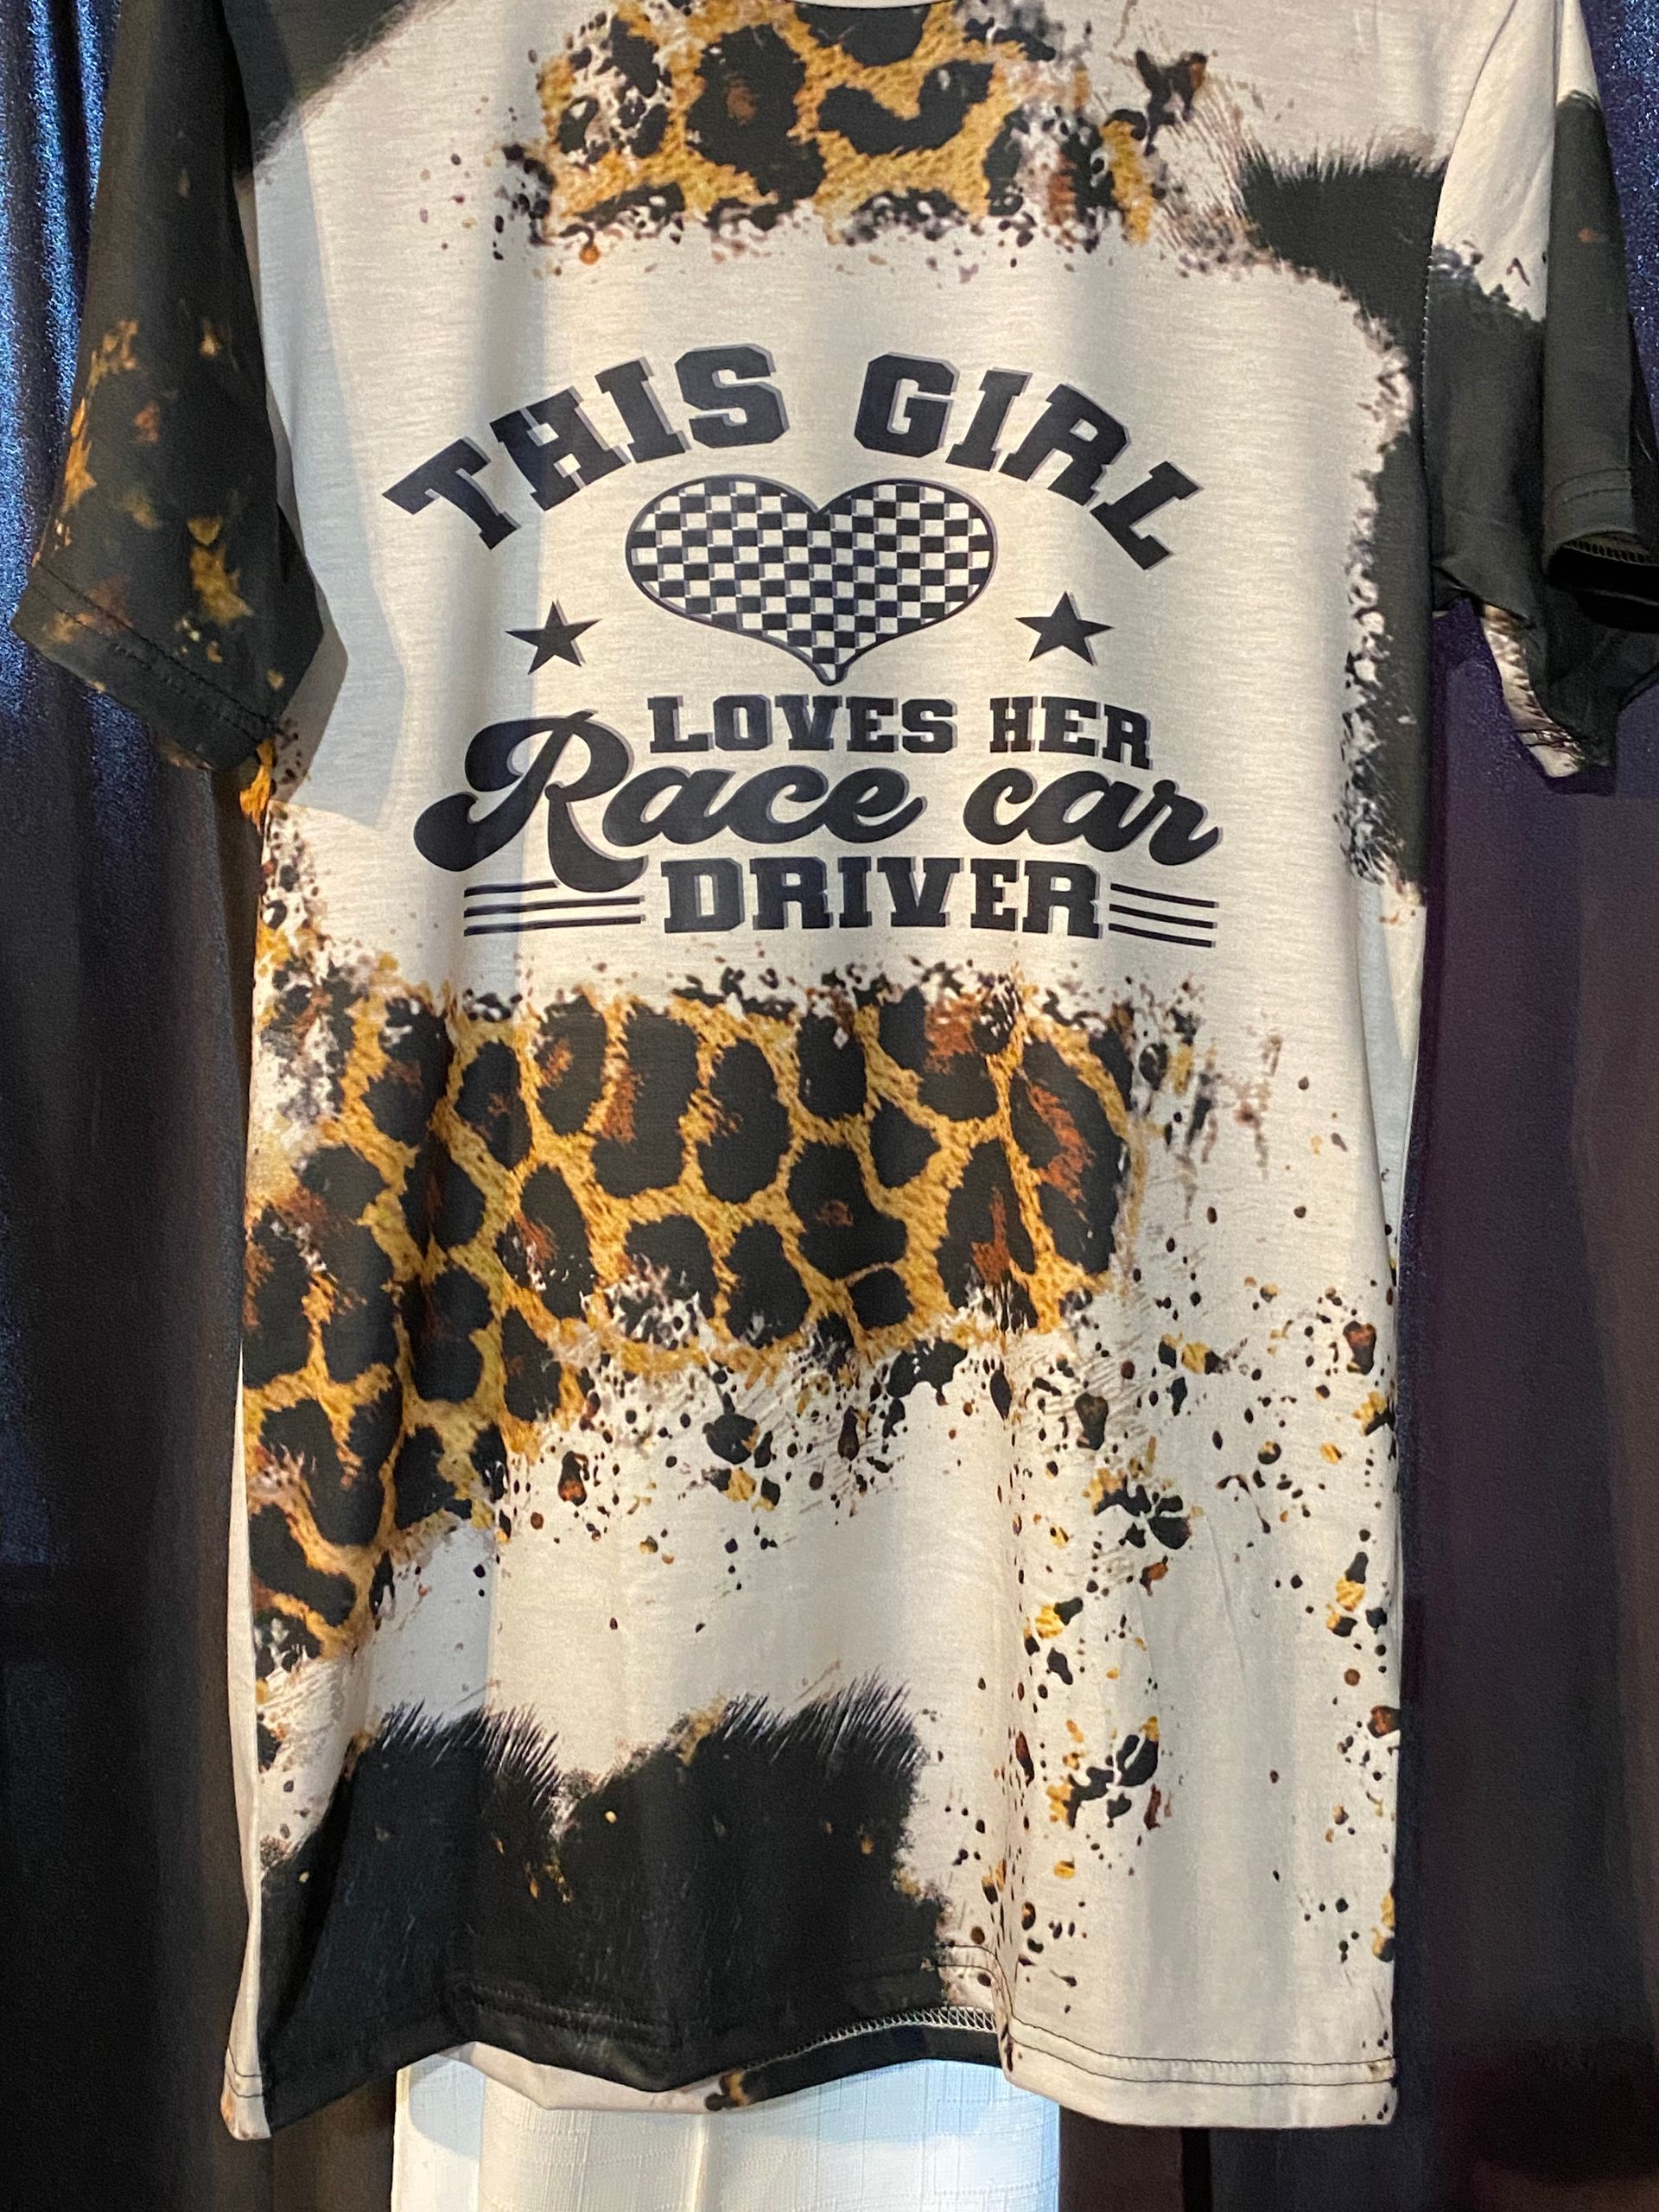 THIS GIRL
LOVES HER
Race car
DRIVER